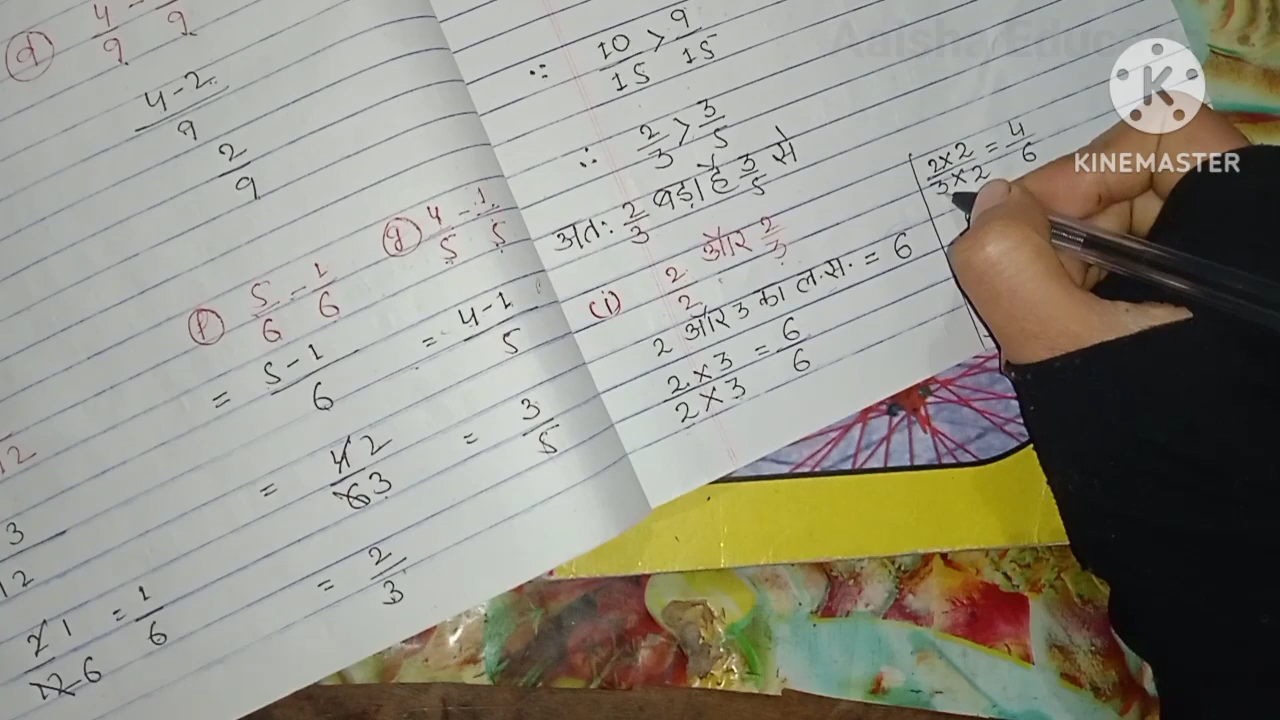 (d) 4/9 - /9
4-2/9
2/9
(f) 5/6 - 1/6
= 5-1/6
= 4 2/6 3
= 2/3
(g) 4/5 - 1/5
= 4-1/5
= 3/5
12
3
12
2 1/12 6 = 1/6
∵ 10/15 > 9/15
∴ 2/3 > 3/5
अतः 2/3 बड़ा है 3/5 से
(i) 2/2 और 2/3
2 और 3 का ल.स. = 6
2×3/2×3 = 6/6
2×2/3×2 = 4/6
Aaisha Educa
KINEMASTER